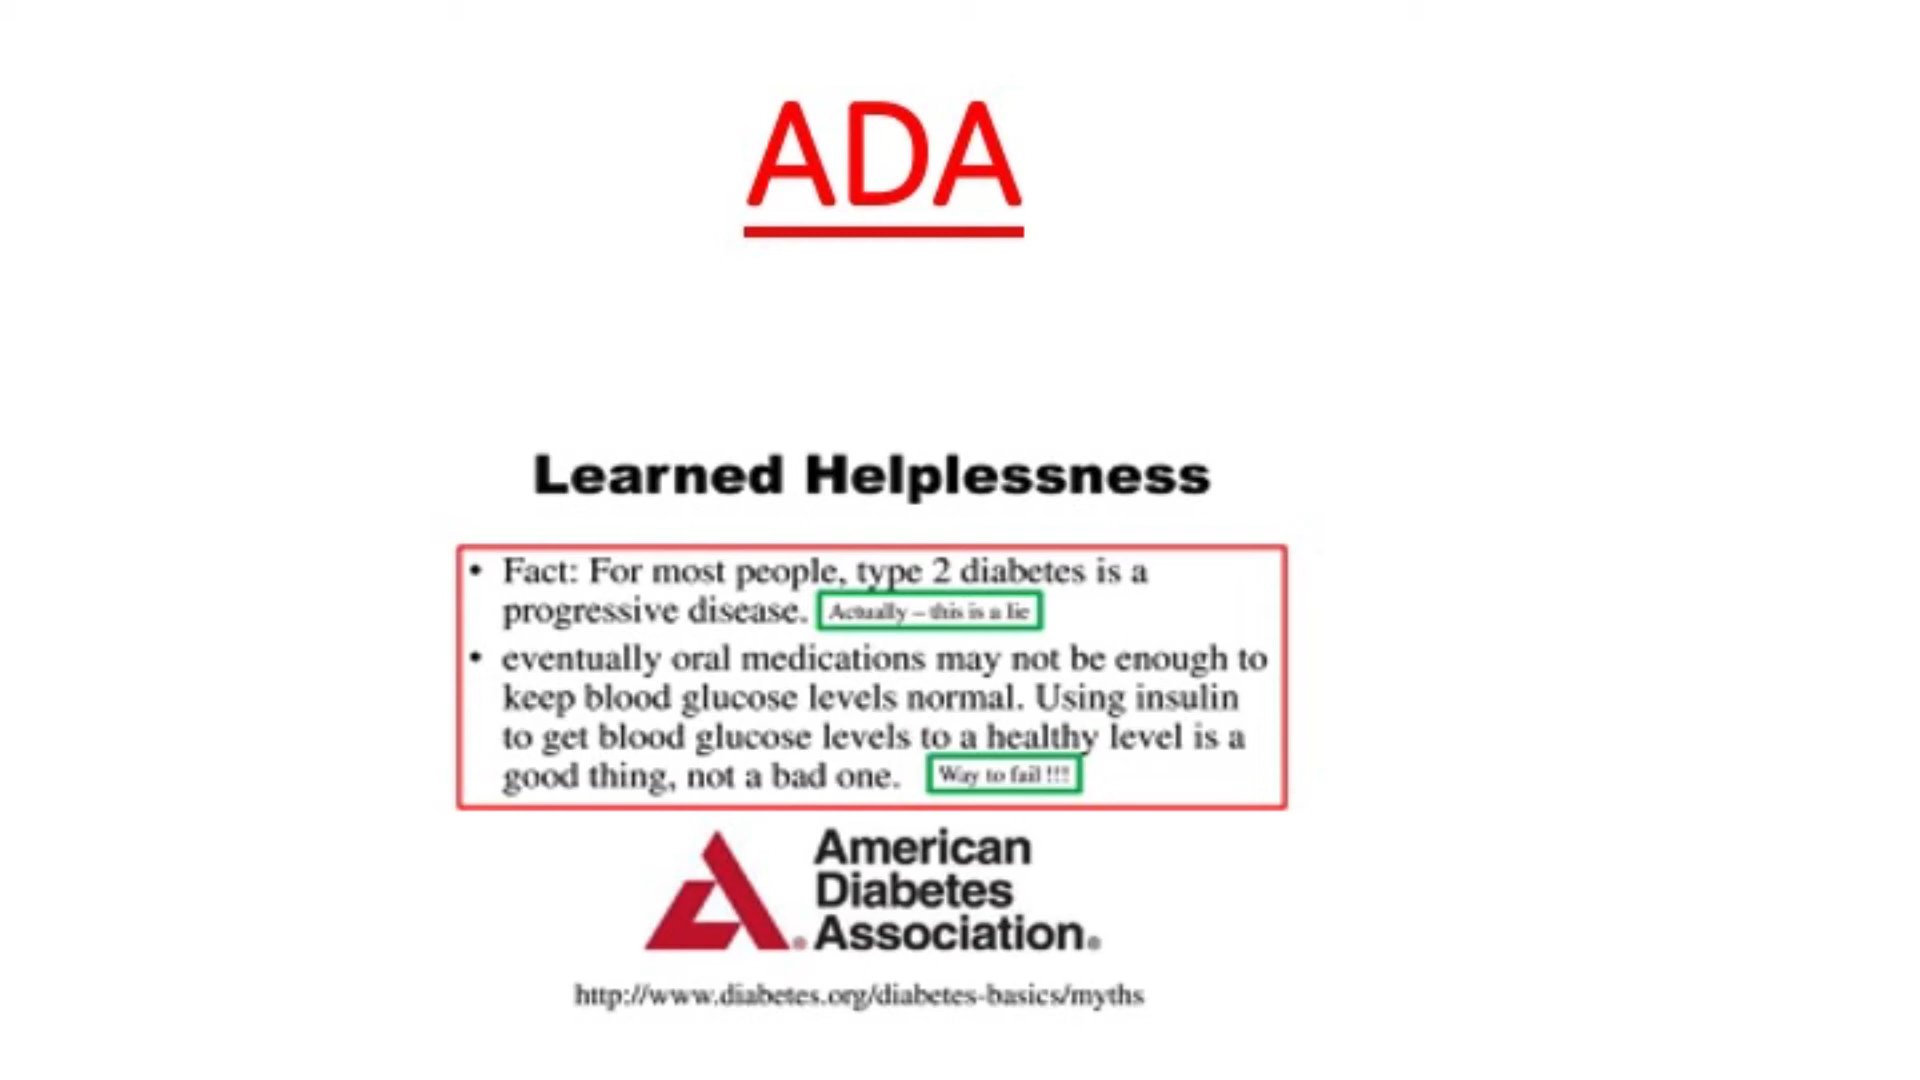 ADA
Learned Helplessness
• Fact: For most people, type 2 diabetes is a
progressive disease. Actually – this is a lie
• eventually oral medications may not be enough to
keep blood glucose levels normal. Using insulin
to get blood glucose levels to a healthy level is a
good thing, not a bad one. Way to fail !!!
American
Diabetes
Association®
http://www.diabetes.org/diabetes-basics/myths